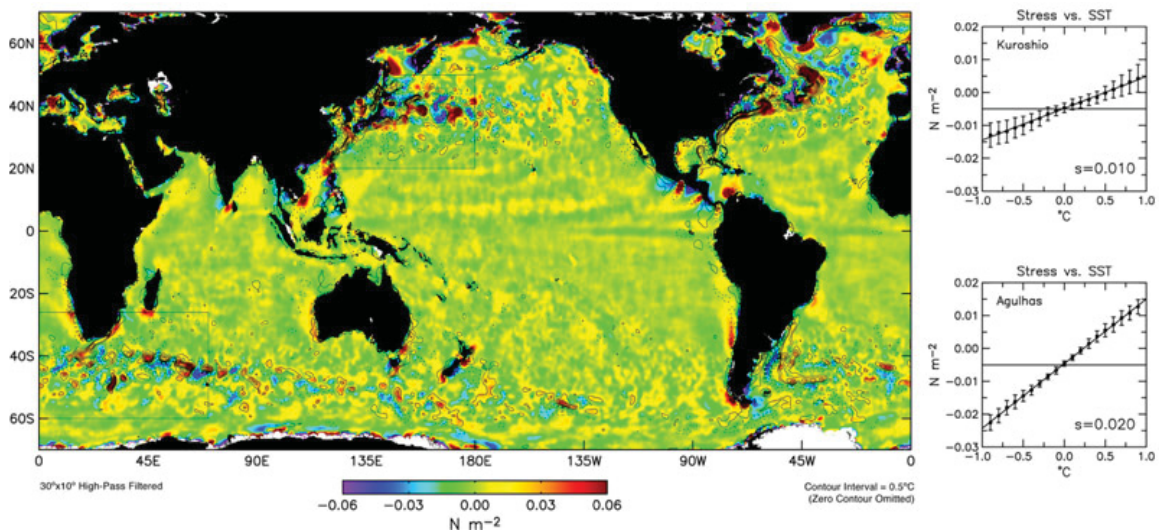 60N
40N
20N
0
20S
40S
60S
0 45E 90E 135E 180E 135W 90W 45W 0
30°x10° High-Pass Filtered
−0.06 −0.03 0.00 0.03 0.06
N m−2
Contour Interval = 0.5°C
(Zero Contour Omitted)
Stress vs. SST
0.02
0.01
0.00
−0.01
−0.02
−0.03
N m−2
Kuroshio
s=0.010
−1.0 −0.5 0.0 0.5 1.0
°C
Stress vs. SST
0.02
0.01
0.00
−0.01
−0.02
−0.03
N m−2
Agulhas
s=0.020
−1.0 −0.5 0.0 0.5 1.0
°C